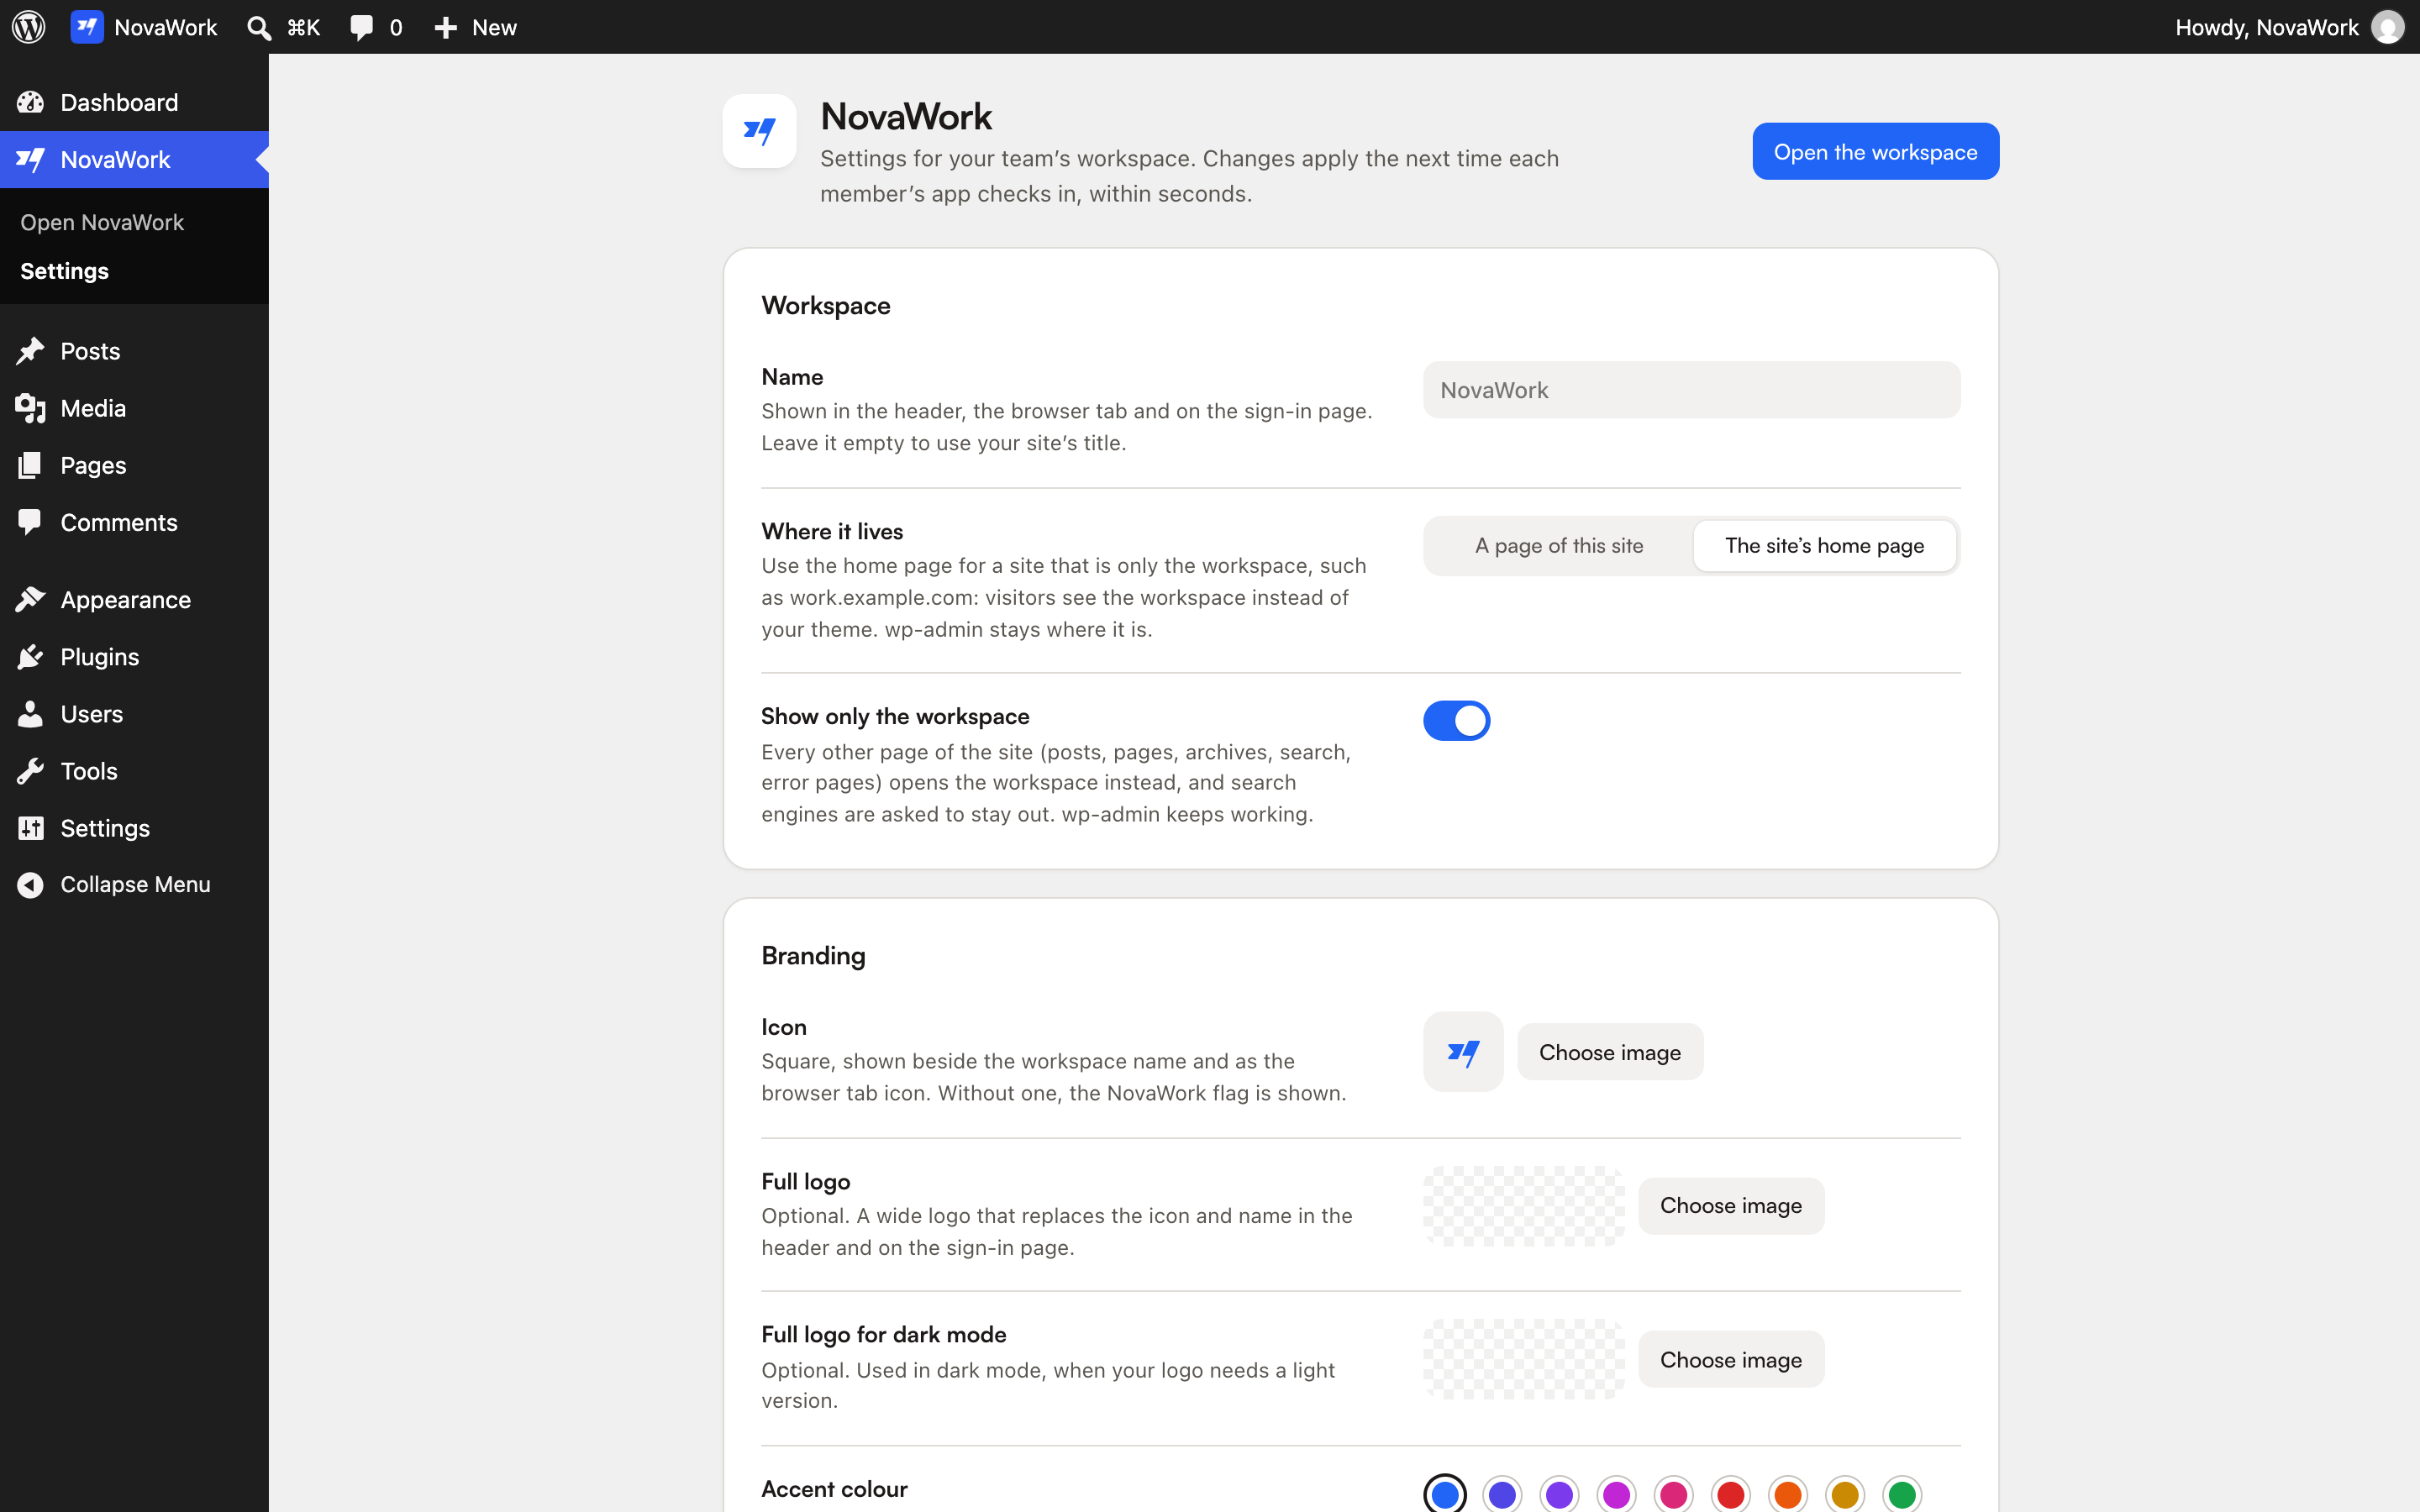 NovaWork
⌘K
0
New
Howdy, NovaWork
Dashboard
NovaWork
Open NovaWork
Settings
Posts
Media
Pages
Comments
Appearance
Plugins
Users
Tools
Settings
Collapse Menu
NovaWork
Settings for your team’s workspace. Changes apply the next time each
member’s app checks in, within seconds.
Open the workspace
Workspace
Name
Shown in the header, the browser tab and on the sign-in page.
Leave it empty to use your site’s title.
NovaWork
Where it lives
Use the home page for a site that is only the workspace, such
as work.example.com: visitors see the workspace instead of
your theme. wp-admin stays where it is.
A page of this site
The site’s home page
Show only the workspace
Every other page of the site (posts, pages, archives, search,
error pages) opens the workspace instead, and search
engines are asked to stay out. wp-admin keeps working.
Branding
Icon
Square, shown beside the workspace name and as the
browser tab icon. Without one, the NovaWork flag is shown.
Choose image
Full logo
Optional. A wide logo that replaces the icon and name in the
header and on the sign-in page.
Choose image
Full logo for dark mode
Optional. Used in dark mode, when your logo needs a light
version.
Choose image
Accent colour